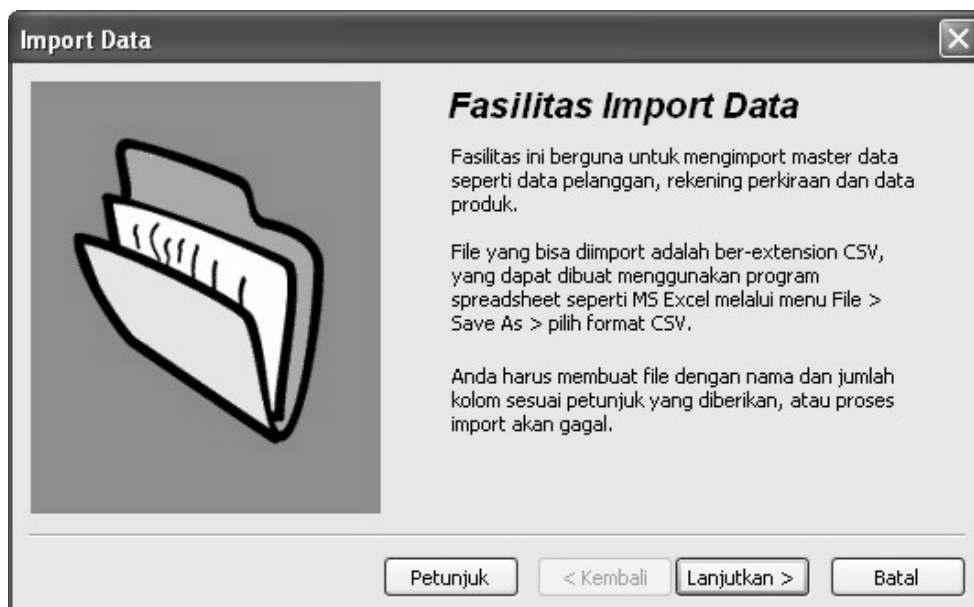 Import Data
Fasilitas Import Data
Fasilitas ini berguna untuk mengimport master data
seperti data pelanggan, rekening perkiraan dan data
produk.
File yang bisa diimport adalah ber-extension CSV,
yang dapat dibuat menggunakan program
spreadsheet seperti MS Excel melalui menu File >
Save As > pilih format CSV.
Anda harus membuat file dengan nama dan jumlah
kolom sesuai petunjuk yang diberikan, atau proses
import akan gagal.
Petunjuk < Kembali Lanjutkan > Batal